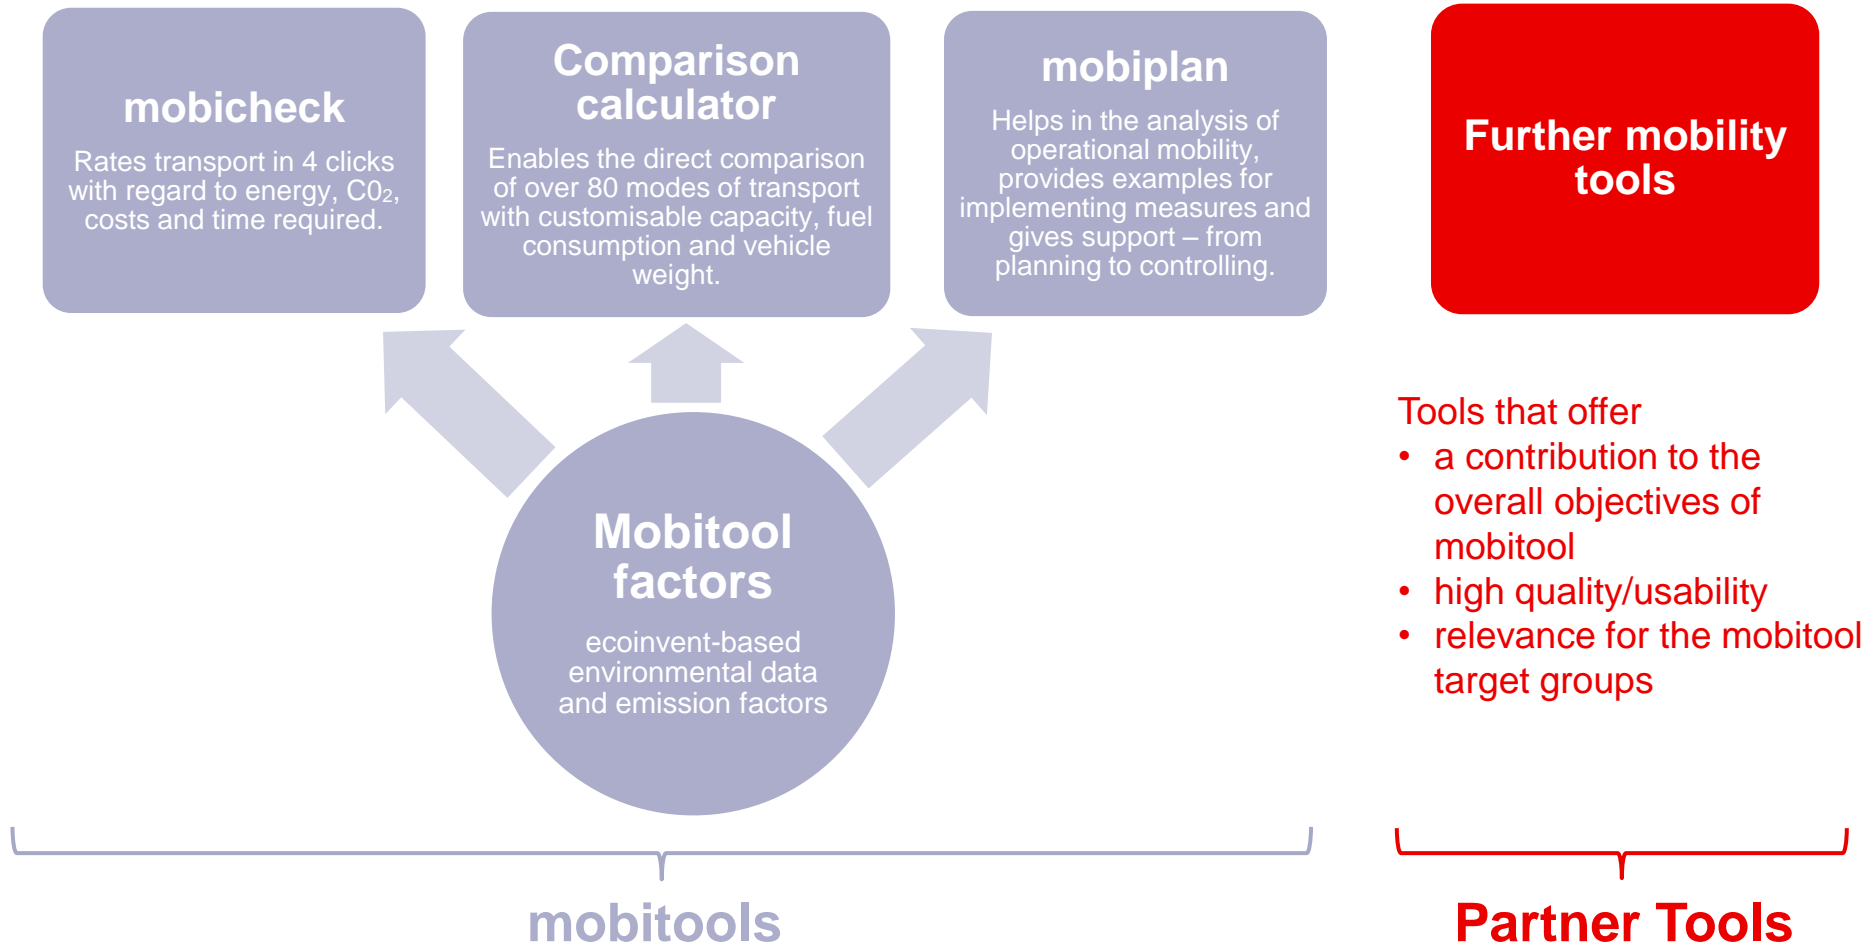 mobicheck
Rates transport in 4 clicks
with regard to energy, C0₂,
costs and time required.
Comparison
calculator
Enables the direct comparison
of over 80 modes of transport
with customisable capacity, fuel
consumption and vehicle
weight.
mobiplan
Helps in the analysis of
operational mobility,
provides examples for
implementing measures and
gives support – from
planning to controlling.
Further mobility
tools
Mobitool
factors
ecoinvent-based
environmental data
and emission factors
Tools that offer
• a contribution to the
overall objectives of
mobitool
• high quality/usability
• relevance for the mobitool
target groups
mobitools
Partner Tools